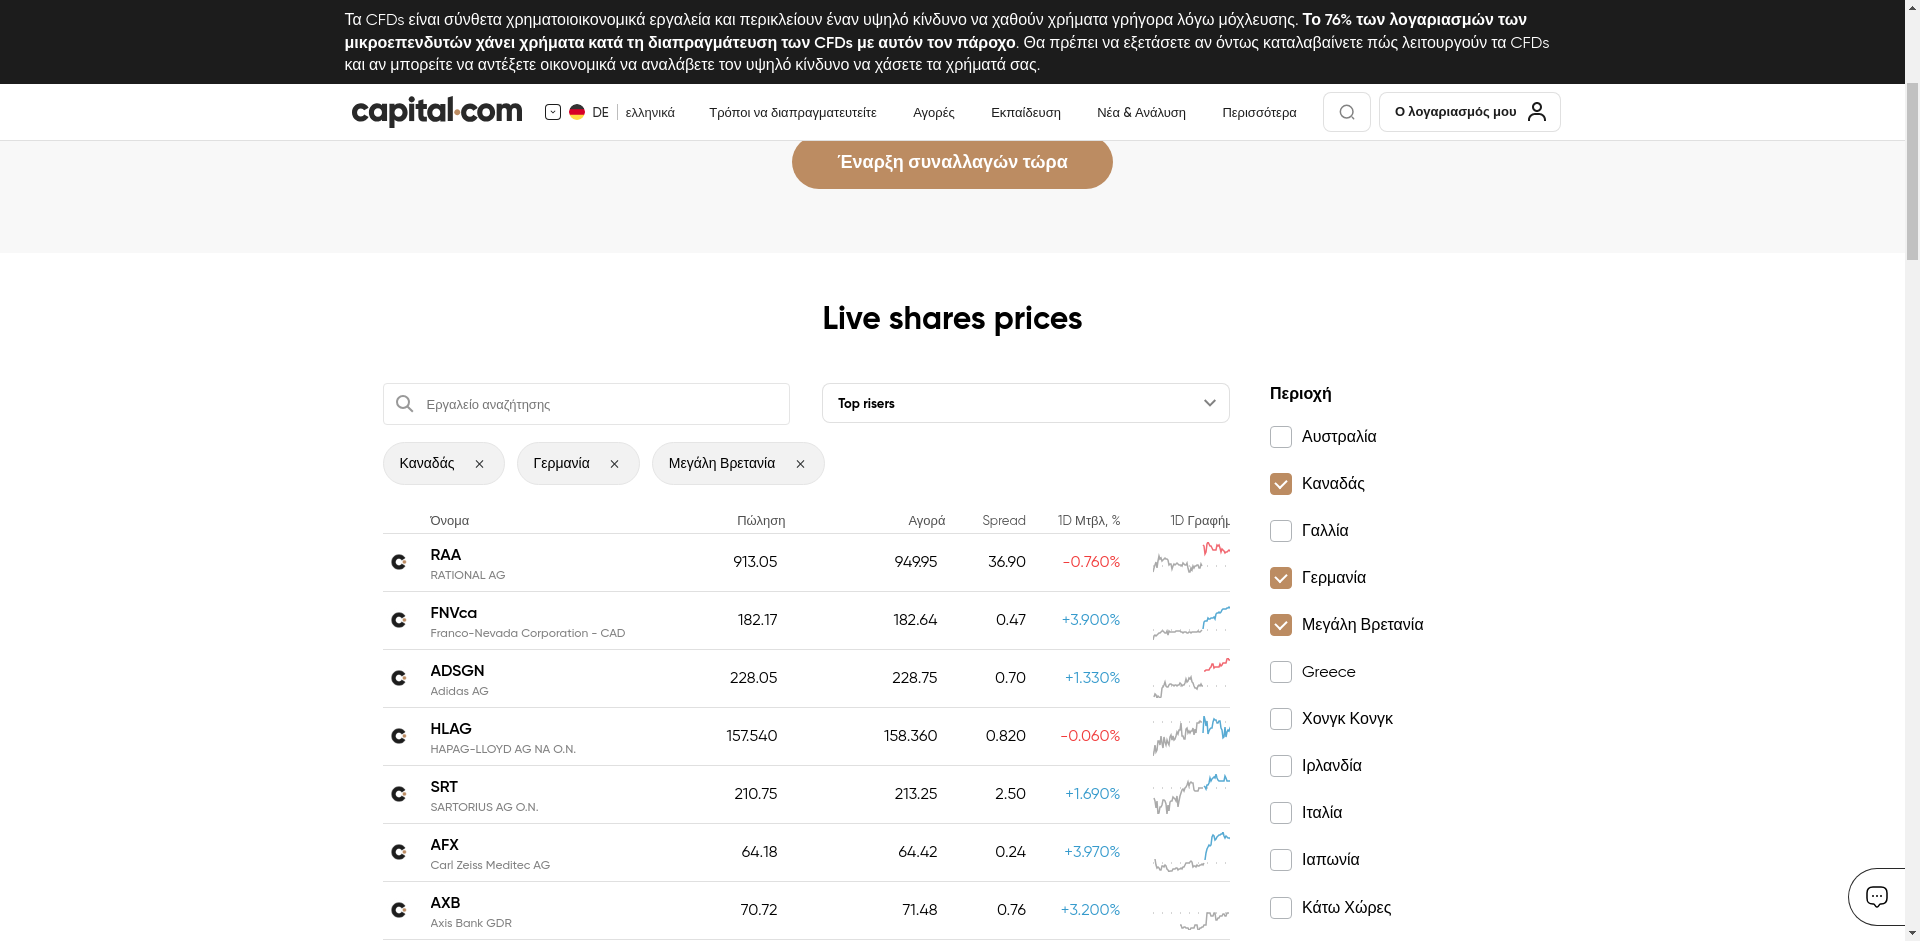 Τα CFDs είναι σύνθετα χρηματοιοικονομικά εργαλεία και περικλείουν έναν υψηλό κίνδυνο να χαθούν χρήματα γρήγορα λόγω μόχλευσης. Το 76% των λογαριασμών των
μικροεπενδυτών χάνει χρήματα κατά τη διαπραγμάτευση των CFDs με αυτόν τον πάροχο. Θα πρέπει να εξετάσετε αν όντως καταλαβαίνετε πώς λειτουργούν τα CFDs
και αν μπορείτε να αντέξετε οικονομικά να αναλάβετε τον υψηλό κίνδυνο να χάσετε τα χρήματά σας.
capital.com DE ελληνικά Τρόποι να διαπραγματευτείτε Αγορές Εκπαίδευση Νέα & Ανάλυση Περισσότερα Ο λογαριασμός μου
Έναρξη συναλλαγών τώρα
Live shares prices
Εργαλείο αναζήτησης
Top risers
Καναδάς
Γερμανία
Μεγάλη Βρετανία
Όνομα Πώληση Αγορά Spread 1D Μτβλ, % 1D Γραφήμ
RAA 913.05 949.95 36.90 -0.760%
RATIONAL AG
FNVca 182.17 182.64 0.47 +3.900%
Franco-Nevada Corporation - CAD
ADSGN 228.05 228.75 0.70 +1.330%
Adidas AG
HLAG 157.540 158.360 0.820 -0.060%
HAPAG-LLOYD AG NA O.N.
SRT 210.75 213.25 2.50 +1.690%
SARTORIUS AG O.N.
AFX 64.18 64.42 0.24 +3.970%
Carl Zeiss Meditec AG
AXB 70.72 71.48 0.76 +3.200%
Axis Bank GDR
Περιοχή
Αυστραλία
Καναδάς
Γαλλία
Γερμανία
Μεγάλη Βρετανία
Greece
Χονγκ Κονγκ
Ιρλανδία
Ιταλία
Ιαπωνία
Κάτω Χώρες